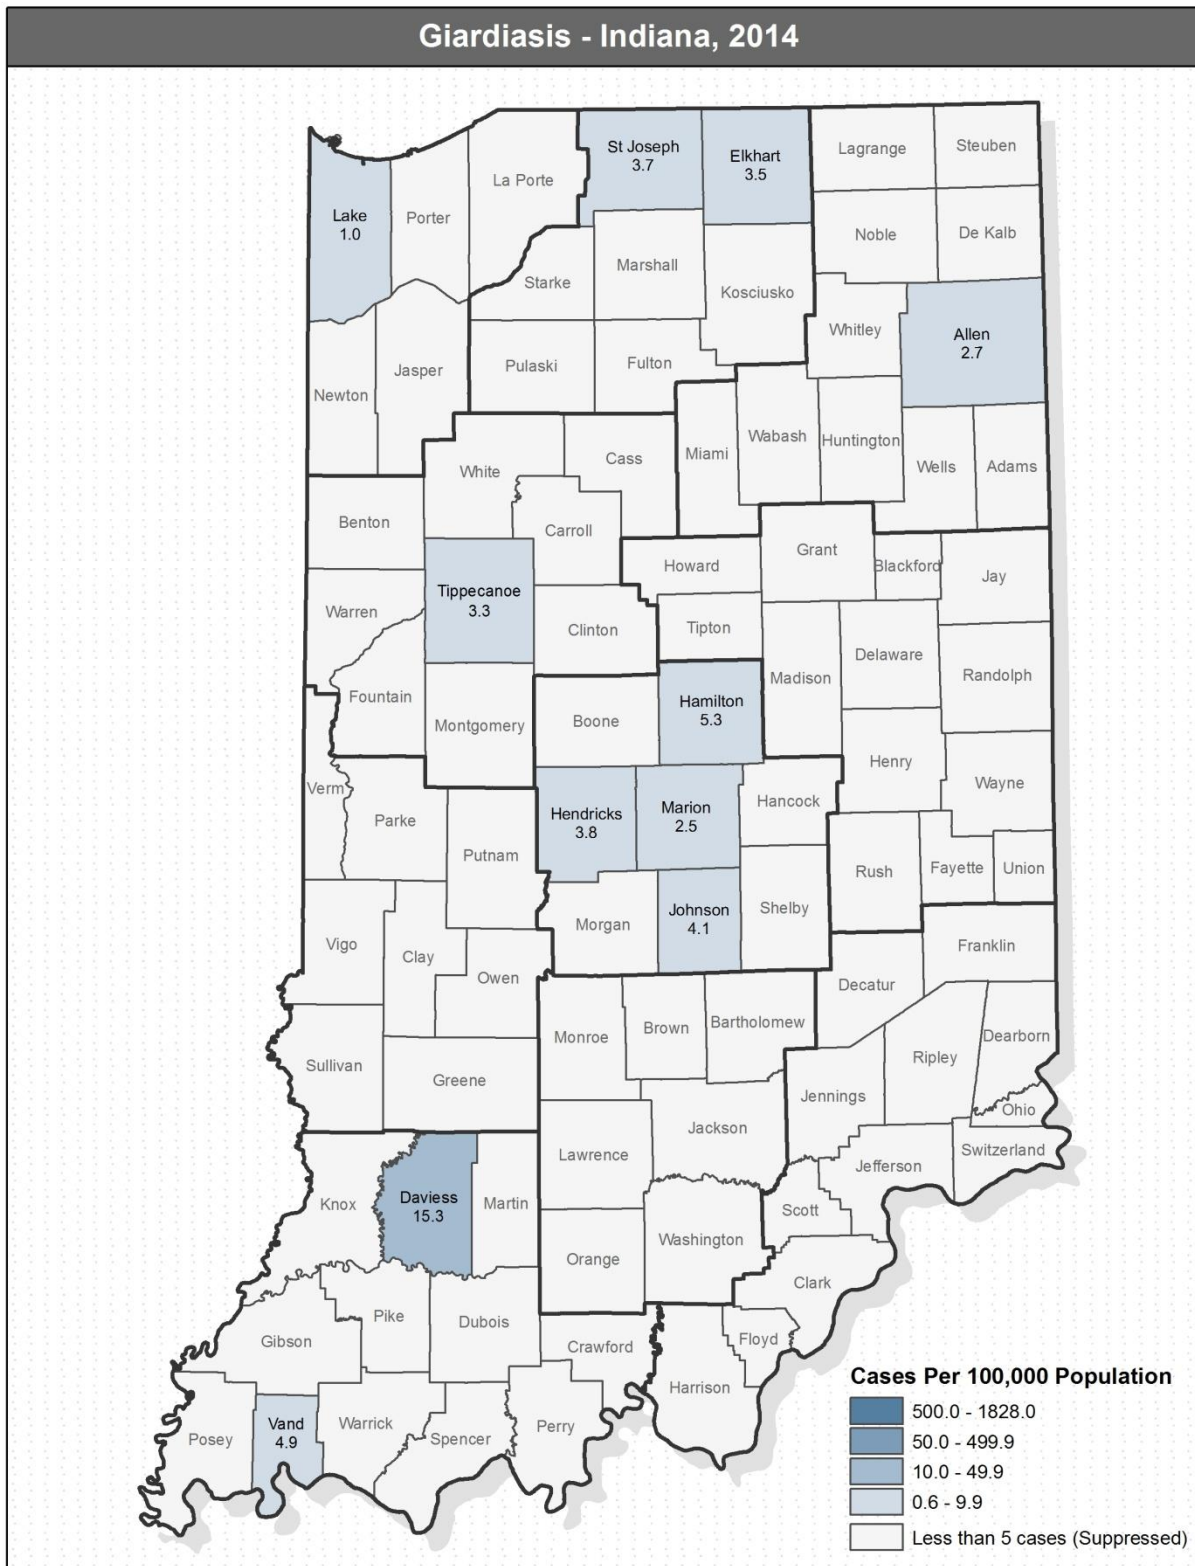 Giardiasis - Indiana, 2014
St Joseph
3.7
Elkhart
3.5
Lagrange
Steuben
La Porte
Lake
1.0
Porter
Noble
De Kalb
Starke
Marshall
Kosciusko
Whitley
Allen
2.7
Newton
Jasper
Pulaski
Fulton
White
Cass
Miami
Wabash
Huntington
Wells
Adams
Benton
Carroll
Howard
Grant
Blackford
Jay
Warren
Tippecanoe
3.3
Clinton
Tipton
Madison
Delaware
Randolph
Fountain
Montgomery
Boone
Hamilton
5.3
Henry
Wayne
Verm
Parke
Putnam
Hendricks
3.8
Marion
2.5
Hancock
Rush
Fayette
Union
Vigo
Clay
Owen
Morgan
Johnson
4.1
Shelby
Franklin
Decatur
Sullivan
Greene
Monroe
Brown
Bartholomew
Dearborn
Ripley
Jennings
Ohio
Lawrence
Jackson
Switzerland
Jefferson
Knox
Daviess
15.3
Martin
Scott
Orange
Washington
Clark
Gibson
Pike
Dubois
Crawford
Floyd
Harrison
Posey
Vand
4.9
Warrick
Spencer
Perry
Cases Per 100,000 Population
500.0 - 1828.0
50.0 - 499.9
10.0 - 49.9
0.6 - 9.9
Less than 5 cases (Suppressed)